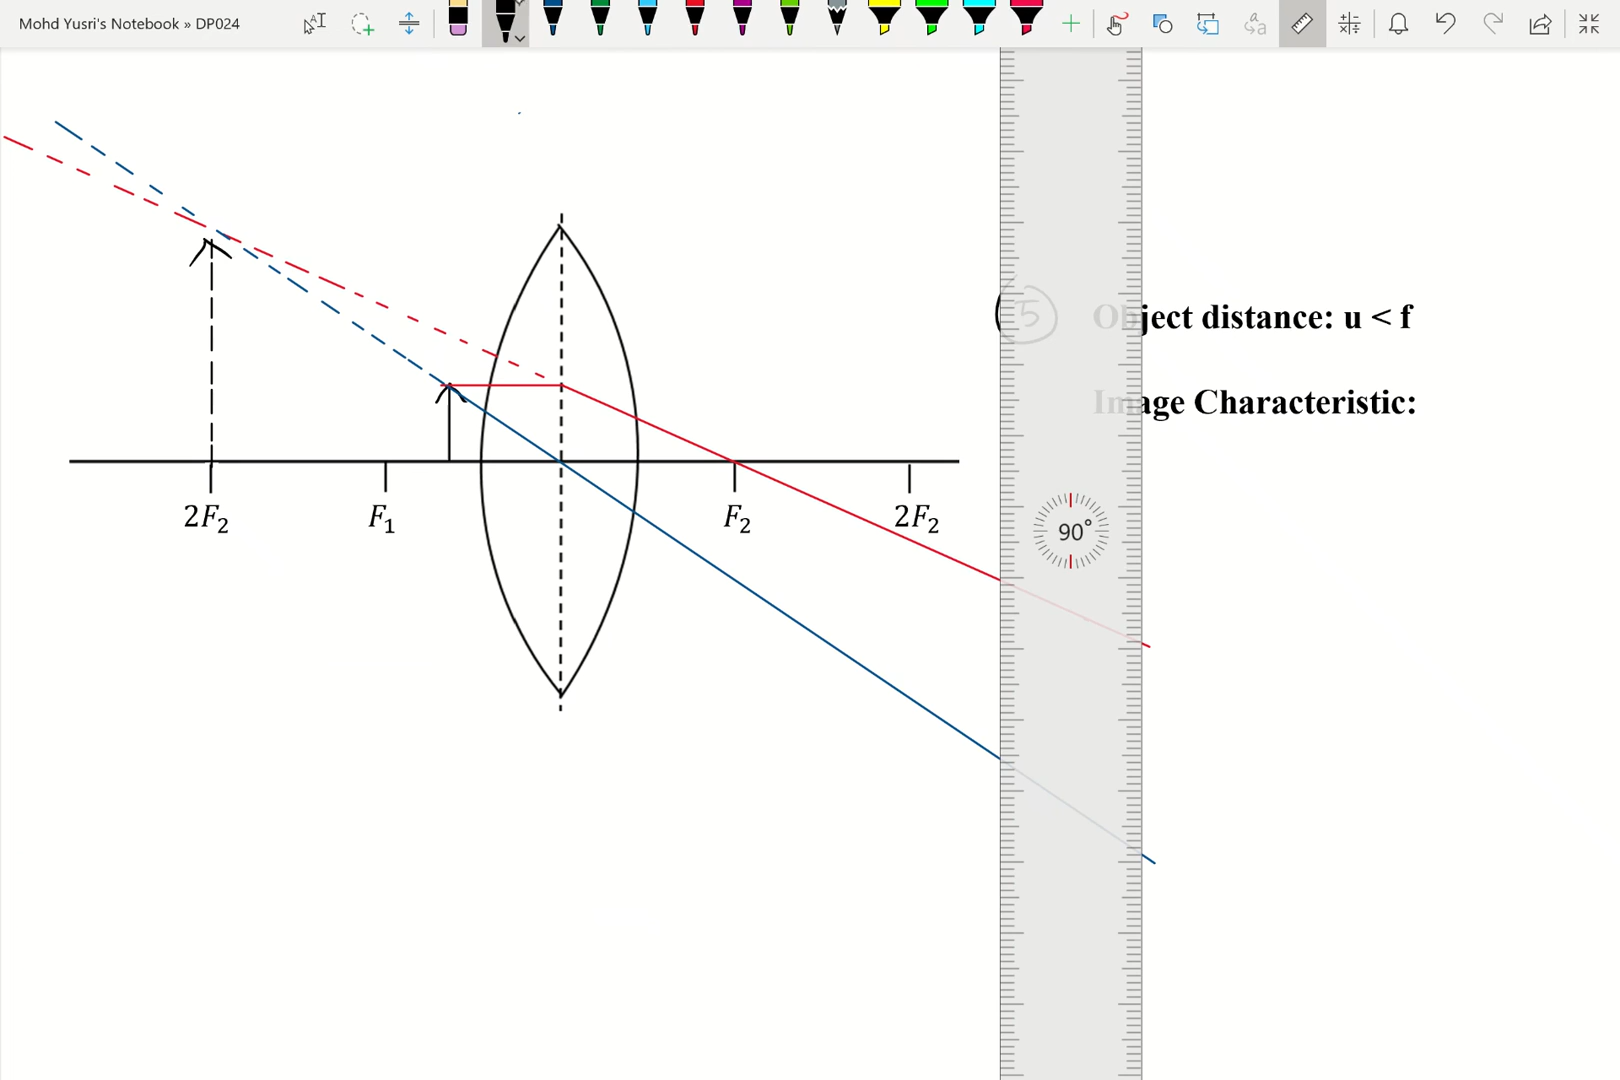 Mohd Yusri's Notebook » DP024
5 Object distance: u < f
Image Characteristic:
2F₂ F₁ F₂ 2F₂
90°